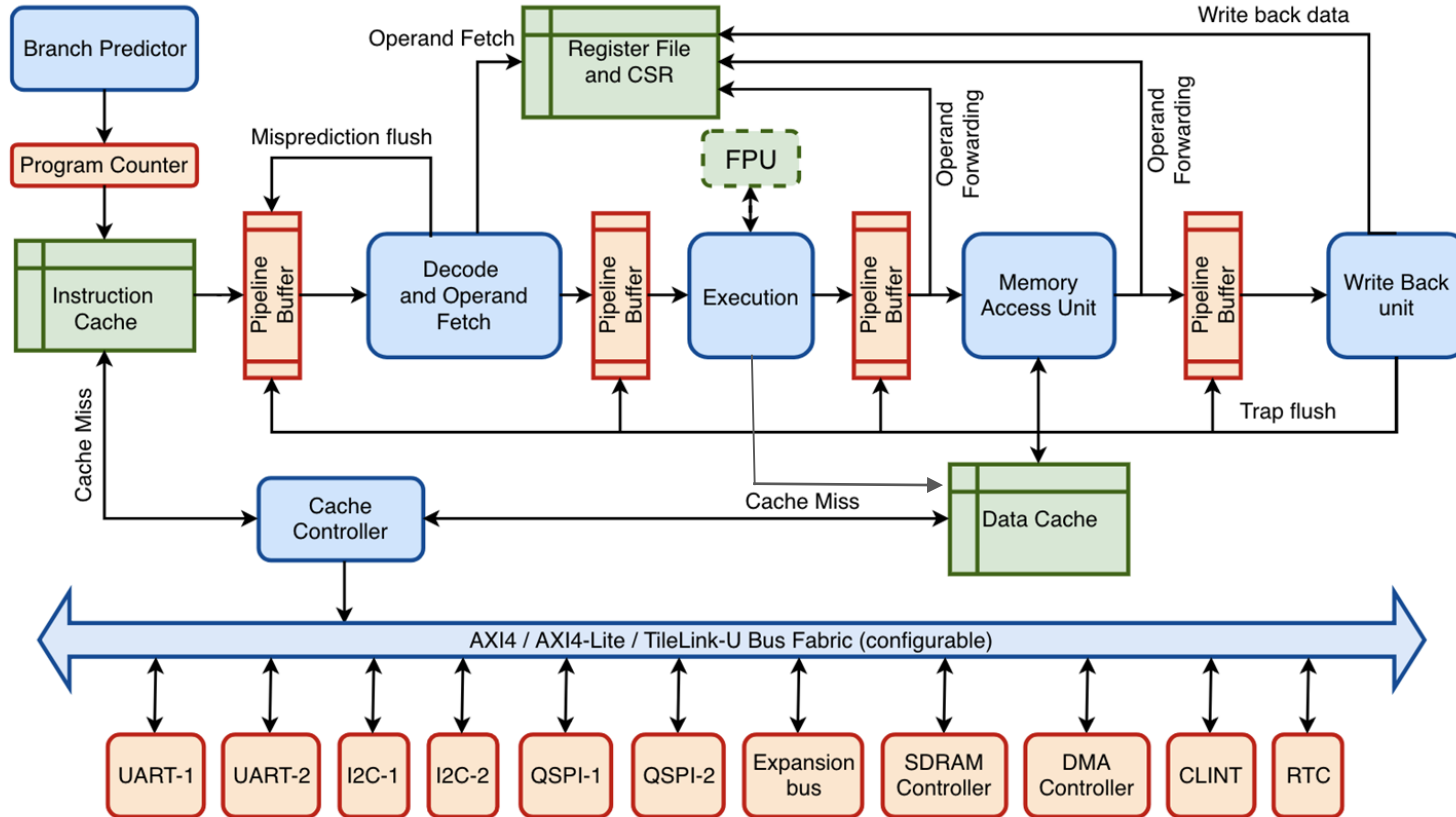 Branch Predictor
Program Counter
Instruction
Cache
Cache Miss
Misprediction flush
Pipeline
Buffer
Decode
and Operand
Fetch
Operand Fetch
Register File
and CSR
Write back data
Operand
Forwarding
Operand
Forwarding
FPU
Pipeline
Buffer
Execution
Pipeline
Buffer
Memory
Access Unit
Pipeline
Buffer
Write Back
unit
Trap flush
Cache
Controller
Cache Miss
Data Cache
AXI4 / AXI4-Lite / TileLink-U Bus Fabric (configurable)
UART-1
UART-2
I2C-1
I2C-2
QSPI-1
QSPI-2
Expansion
bus
SDRAM
Controller
DMA
Controller
CLINT
RTC